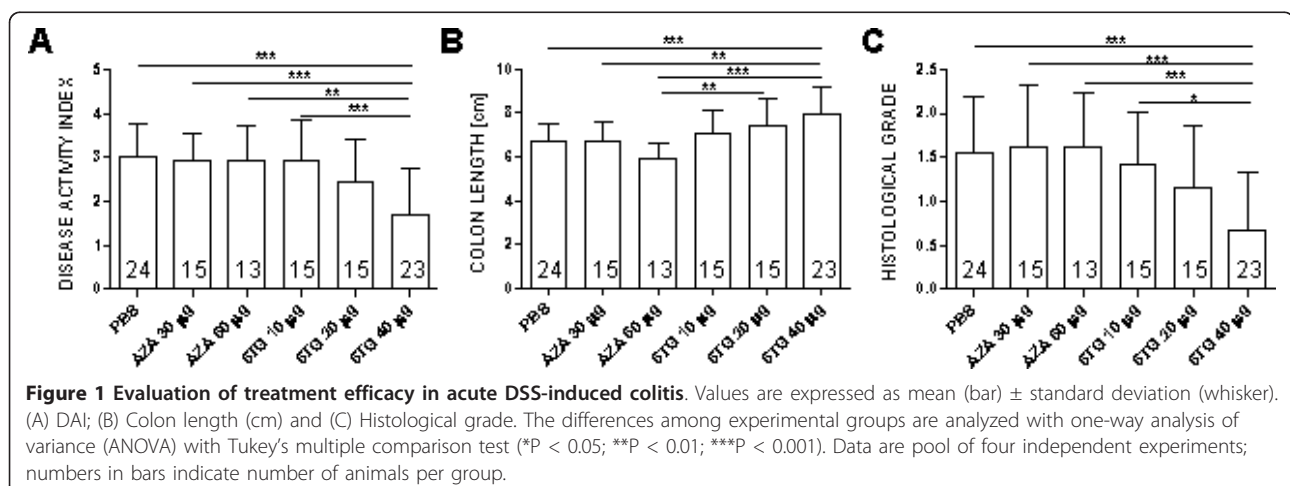 A
B
C
DISEASE ACTIVITY INDEX
5
4
3
2
1
0
***
***
**
***
24
15
13
15
15
23
PBS
AZA 30 µg
AZA 60 µg
6TG 10 µg
6TG 20 µg
6TG 40 µg
COLON LENGTH [cm]
10
8
6
4
2
0
***
**
***
**
24
15
13
15
15
23
PBS
AZA 30 µg
AZA 60 µg
6TG 10 µg
6TG 20 µg
6TG 40 µg
HISTOLOGICAL GRADE
2.5
2.0
1.5
1.0
0.5
0.0
***
***
***
*
24
15
13
15
15
23
PBS
AZA 30 µg
AZA 60 µg
6TG 10 µg
6TG 20 µg
6TG 40 µg
Figure 1 Evaluation of treatment efficacy in acute DSS-induced colitis. Values are expressed as mean (bar) ± standard deviation (whisker).
(A) DAI; (B) Colon length (cm) and (C) Histological grade. The differences among experimental groups are analyzed with one-way analysis of
variance (ANOVA) with Tukey's multiple comparison test (*P < 0.05; **P < 0.01; ***P < 0.001). Data are pool of four independent experiments;
numbers in bars indicate number of animals per group.